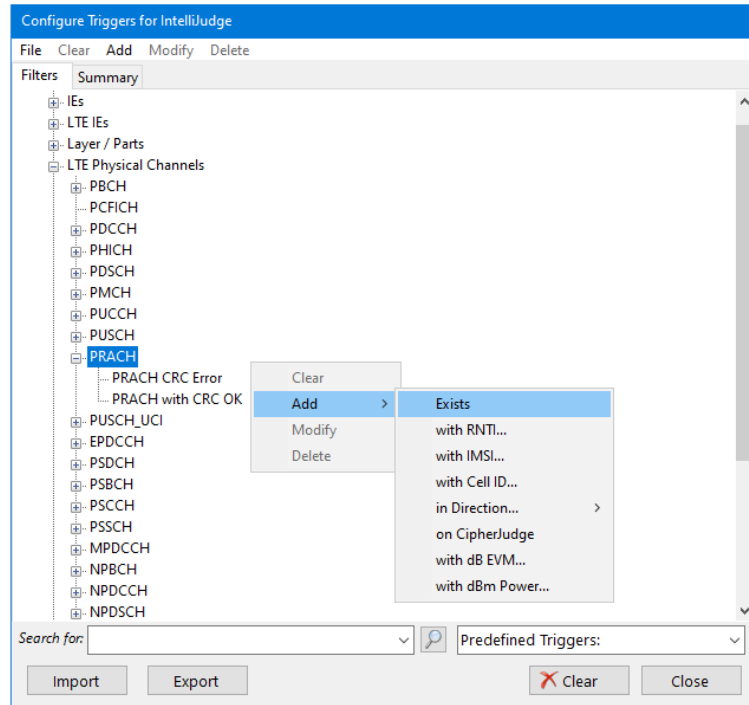 Configure Triggers for IntelliJudge
File Clear Add Modify Delete
Filters Summary
IEs
LTE IEs
Layer / Parts
LTE Physical Channels
PBCH
PCFICH
PDCCH
PHICH
PDSCH
PMCH
PUCCH
PUSCH
PRACH
PRACH CRC Error
PRACH with CRC OK
PUSCH_UCI
EPDCCH
PSDCH
PSBCH
PSCCH
PSSCH
MPDCCH
NPBCH
NPDCCH
NPDSCH
Clear
Add >
Modify
Delete
Exists
with RNTI...
with IMSI...
with Cell ID...
in Direction... >
on CipherJudge
with dB EVM...
with dBm Power...
Search for: Predefined Triggers:
Import Export Clear Close